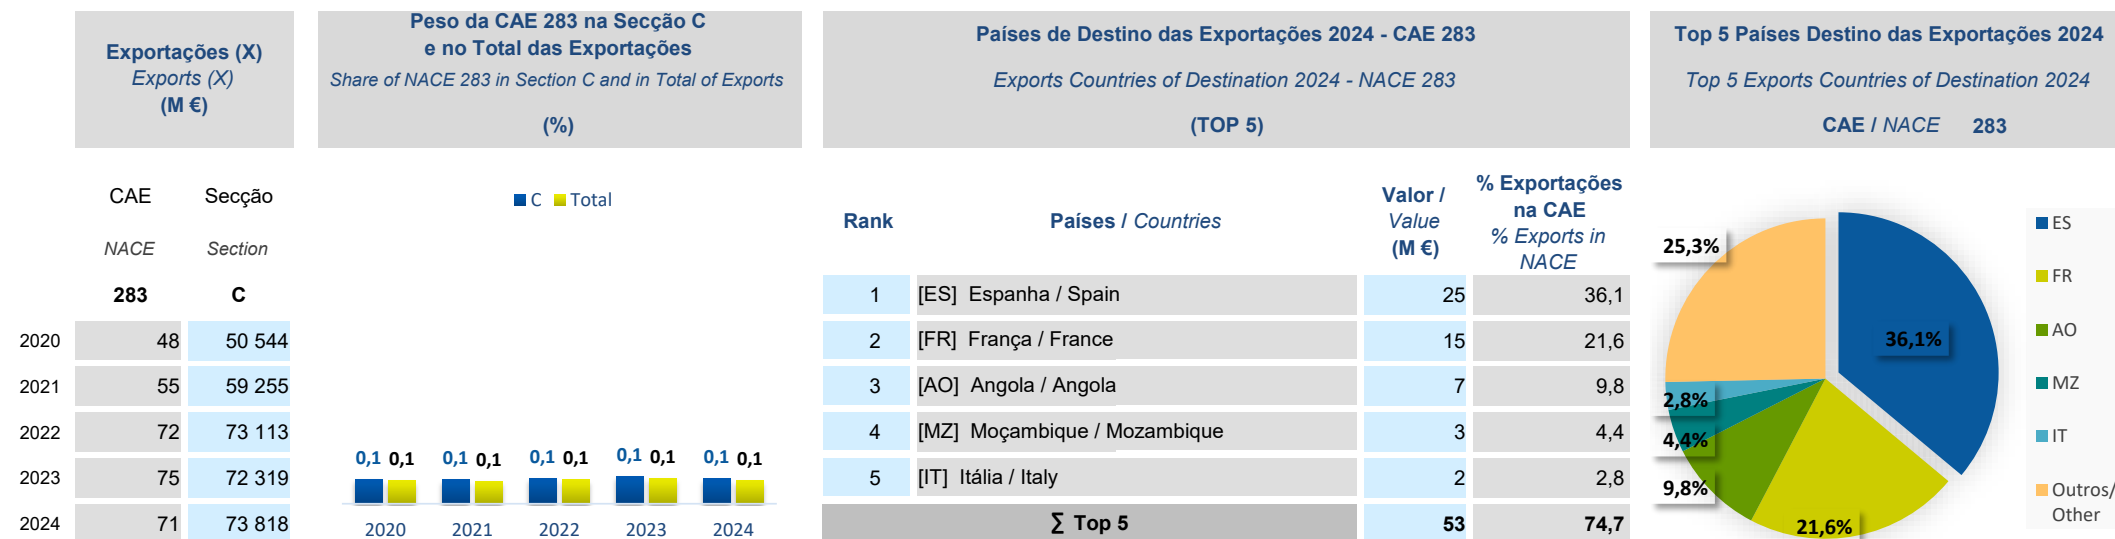 Exportações (X)
Exports (X)
(M €)
Peso da CAE 283 na Secção C
e no Total das Exportações
Share of NACE 283 in Section C and in Total of Exports
(%)
Países de Destino das Exportações 2024 - CAE 283
Exports Countries of Destination 2024 - NACE 283
(TOP 5)
Top 5 Países Destino das Exportações 2024
Top 5 Exports Countries of Destination 2024
CAE / NACE 283
CAE Secção
NACE Section
283 C
2020 48 50 544
2021 55 59 255
2022 72 73 113
2023 75 72 319
2024 71 73 818
C Total
0,1 0,1 0,1 0,1 0,1 0,1 0,1 0,1 0,1 0,1
2020 2021 2022 2023 2024
Rank Países / Countries
Valor /
Value
(M €)
% Exportações
na CAE
% Exports in
NACE
1 [ES] Espanha / Spain 25 36,1
2 [FR] França / France 15 21,6
3 [AO] Angola / Angola 7 9,8
4 [MZ] Moçambique / Mozambique 3 4,4
5 [IT] Itália / Italy 2 2,8
∑ Top 5 53 74,7
25,3%
36,1%
2,8%
4,4%
9,8%
21,6%
ES
FR
AO
MZ
IT
Outros/
Other